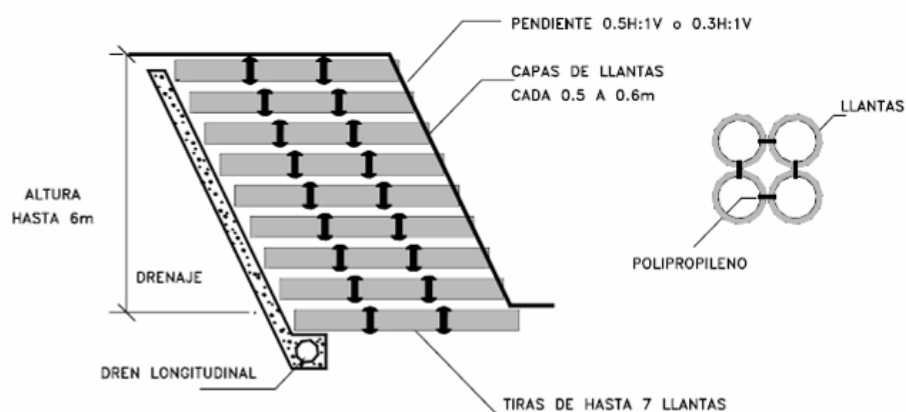 PENDIENTE 0.5H:1V o 0.3H:1V
CAPAS DE LLANTAS
CADA 0.5 A 0.6m
LLANTAS
ALTURA
HASTA 6m
POLIPROPILENO
DRENAJE
DREN LONGITUDINAL
TIRAS DE HASTA 7 LLANTAS